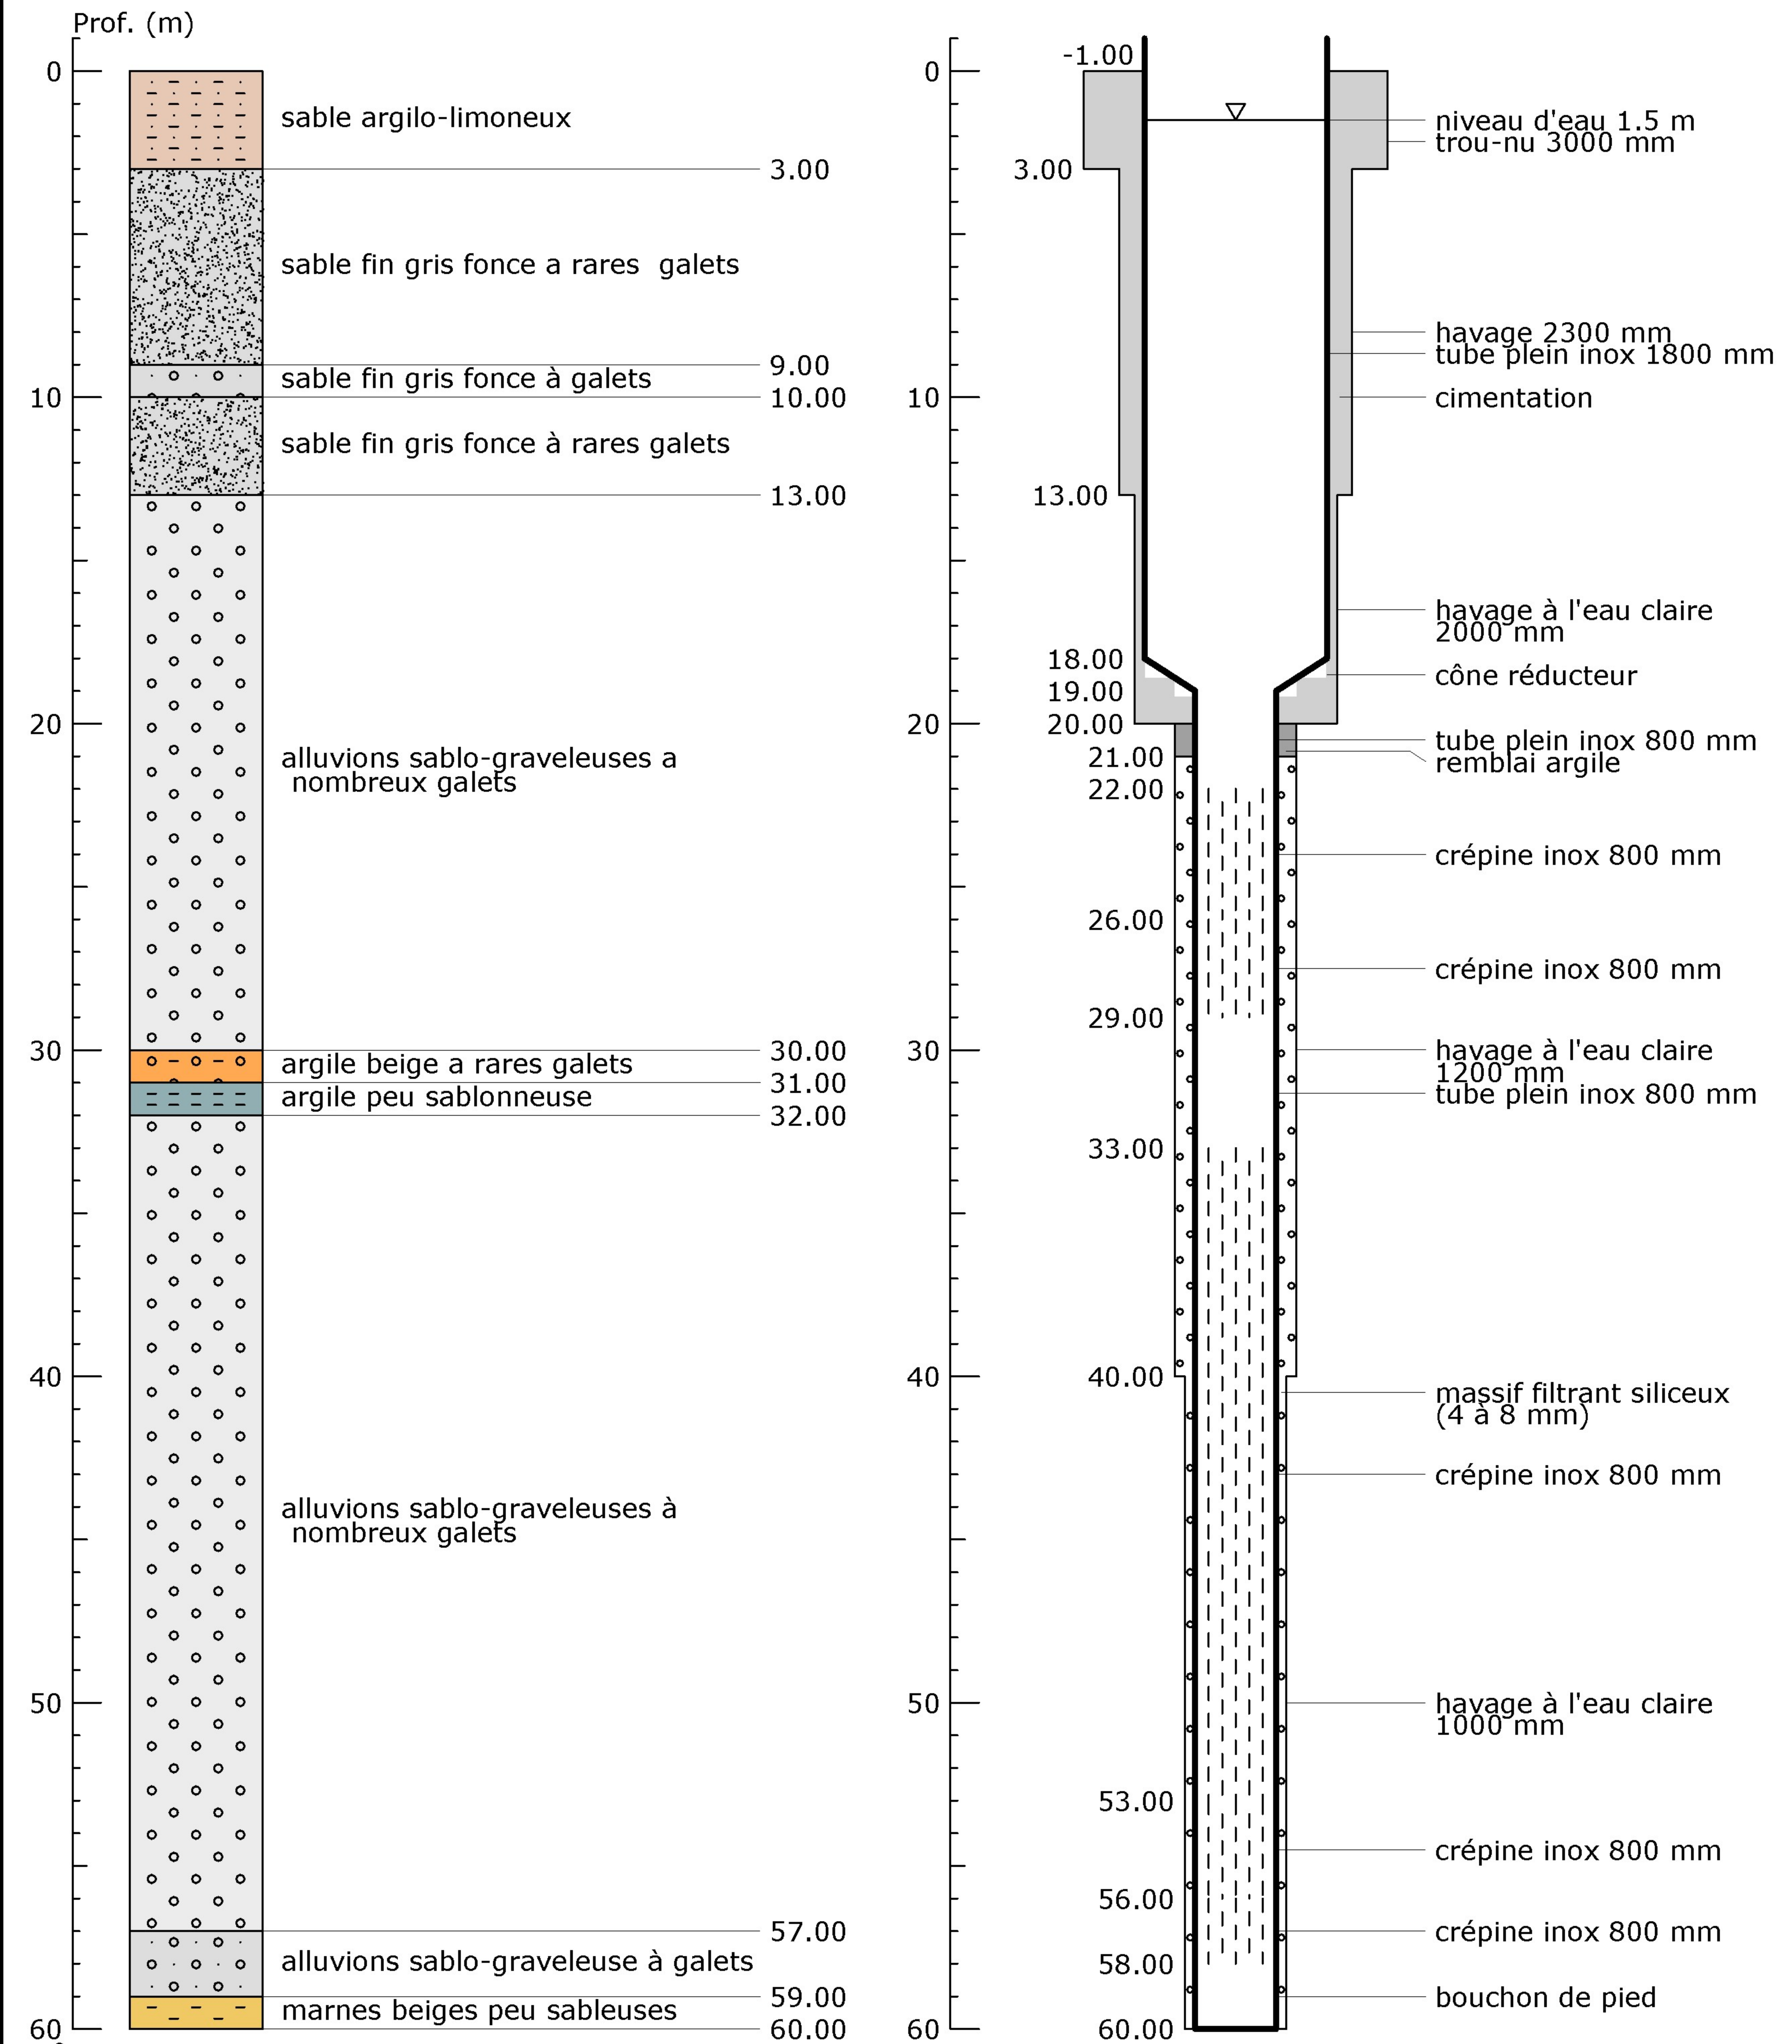 Prof. (m)
0
sable argilo-limoneux
3.00
sable fin gris fonce a rares  galets
9.00
sable fin gris fonce à galets
10
10.00
sable fin gris fonce à rares galets
13.00
20
alluvions sablo-graveleuses a
nombreux galets
30
30.00
argile beige a rares galets
31.00
argile peu sablonneuse
32.00
40
alluvions sablo-graveleuses à
nombreux galets
50
57.00
alluvions sablo-graveleuse à galets
59.00
marnes beiges peu sableuses
60
60.00
-1.00
0
niveau d'eau 1.5 m
trou-nu 3000 mm
3.00
havage 2300 mm
tube plein inox 1800 mm
10
cimentation
13.00
havage à l'eau claire
2000 mm
18.00
cône réducteur
19.00
20
20.00
tube plein inox 800 mm
21.00
remblai argile
22.00
crépine inox 800 mm
26.00
crépine inox 800 mm
29.00
30
havage à l'eau claire
1200 mm
tube plein inox 800 mm
33.00
40
40.00
massif filtrant siliceux
(4 à 8 mm)
crépine inox 800 mm
50
havage à l'eau claire
1000 mm
53.00
crépine inox 800 mm
56.00
crépine inox 800 mm
58.00
bouchon de pied
60
60.00